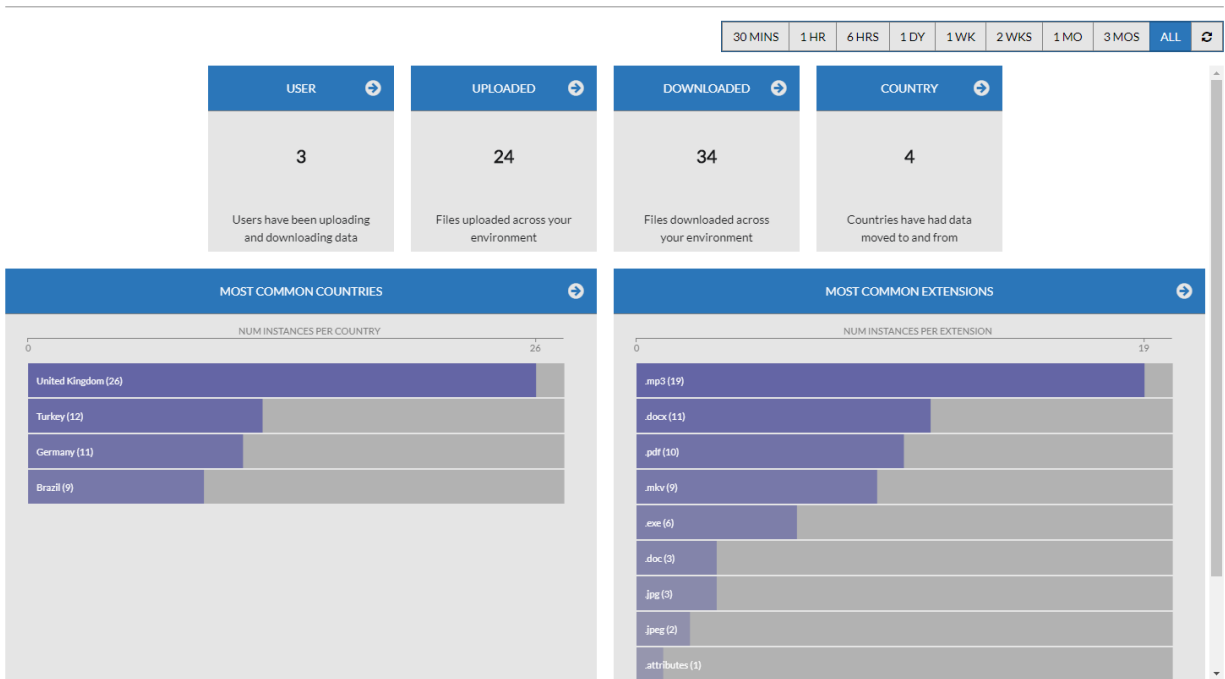 30 MINS 1 HR 6 HRS 1 DY 1 WK 2 WKS 1 MO 3 MOS ALL
USER
3
Users have been uploading
and downloading data
UPLOADED
24
Files uploaded across your
environment
DOWNLOADED
34
Files downloaded across
your environment
COUNTRY
4
Countries have had data
moved to and from
MOST COMMON COUNTRIES
NUM INSTANCES PER COUNTRY
0 26
United Kingdom (26)
Turkey (12)
Germany (11)
Brazil (9)
MOST COMMON EXTENSIONS
NUM INSTANCES PER EXTENSION
0 19
.mp3 (19)
.docx (11)
.pdf (10)
.mkv (9)
.exe (6)
.doc (3)
.jpg (3)
.jpeg (2)
.attributes (1)